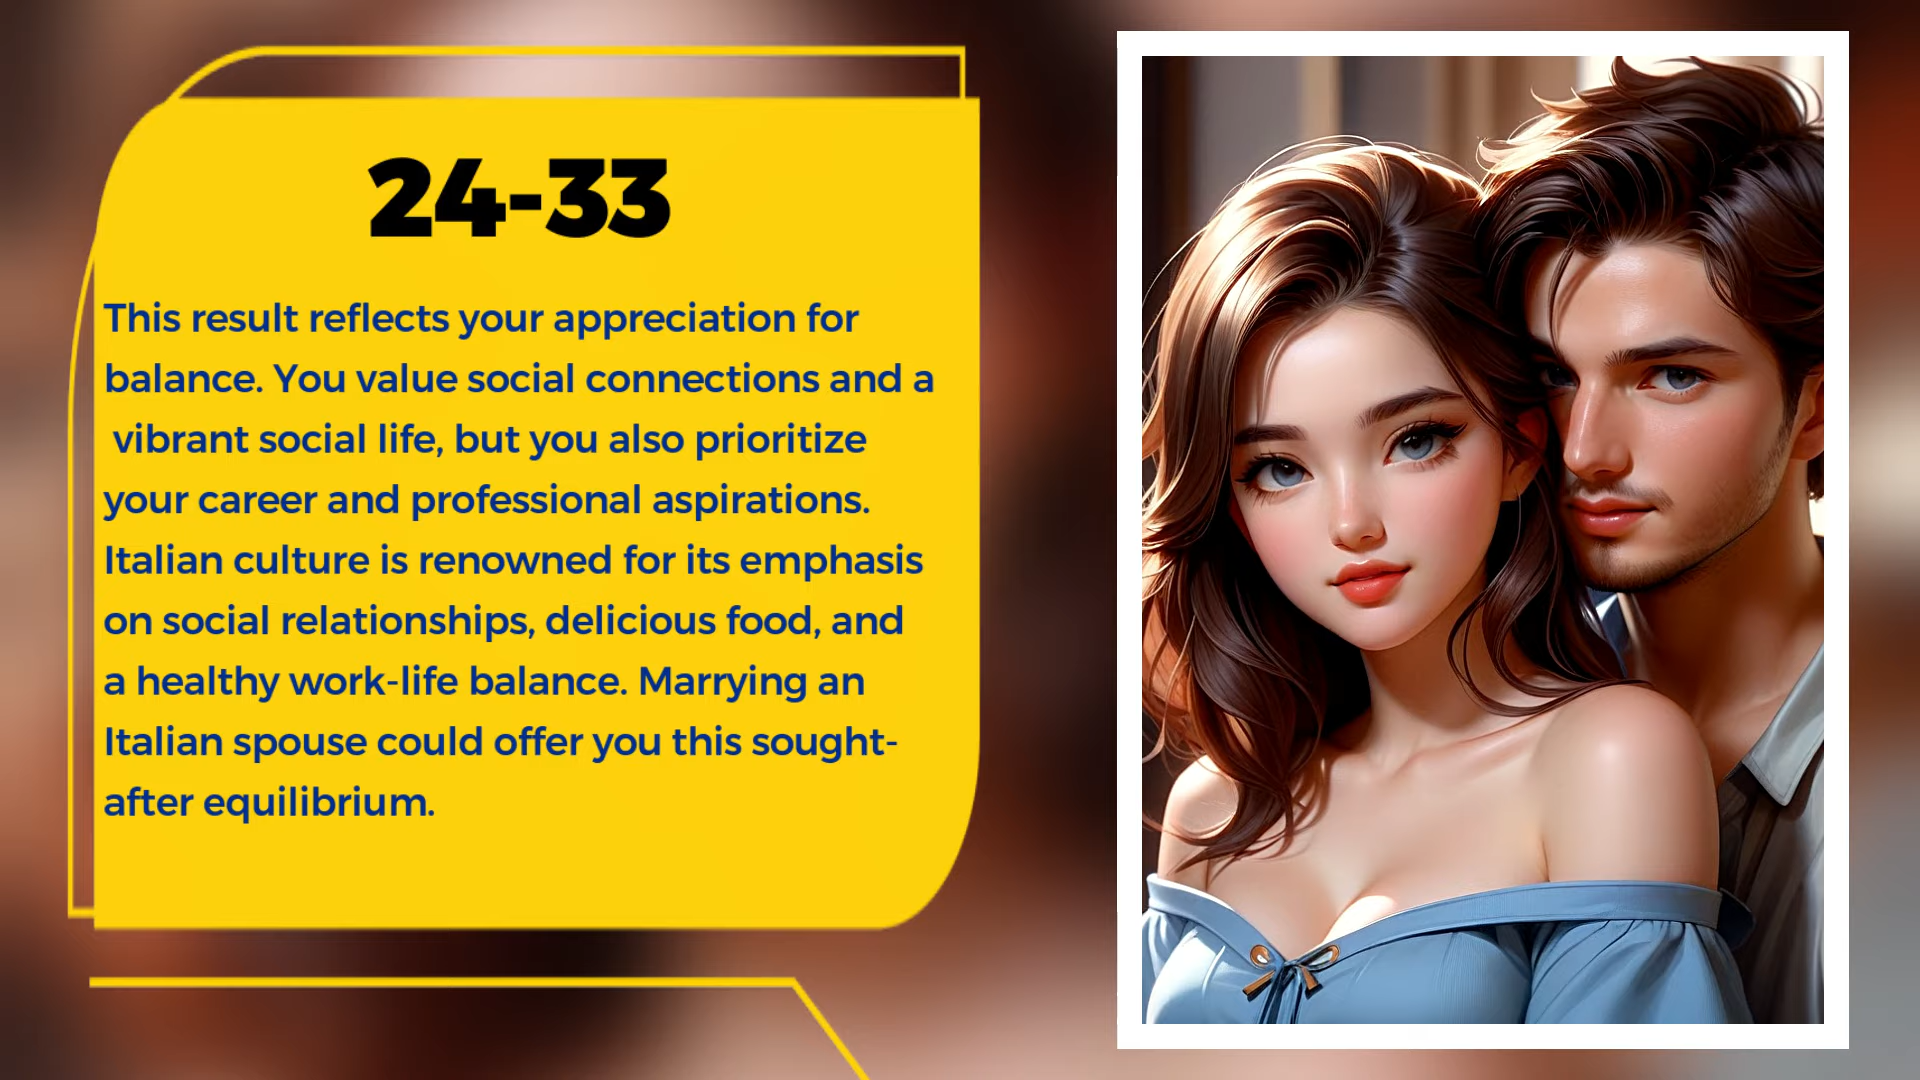 24-33
This result reflects your appreciation for
balance. You value social connections and a
vibrant social life, but you also prioritize
your career and professional aspirations.
Italian culture is renowned for its emphasis
on social relationships, delicious food, and
a healthy work-life balance. Marrying an
Italian spouse could offer you this sought-
after equilibrium.